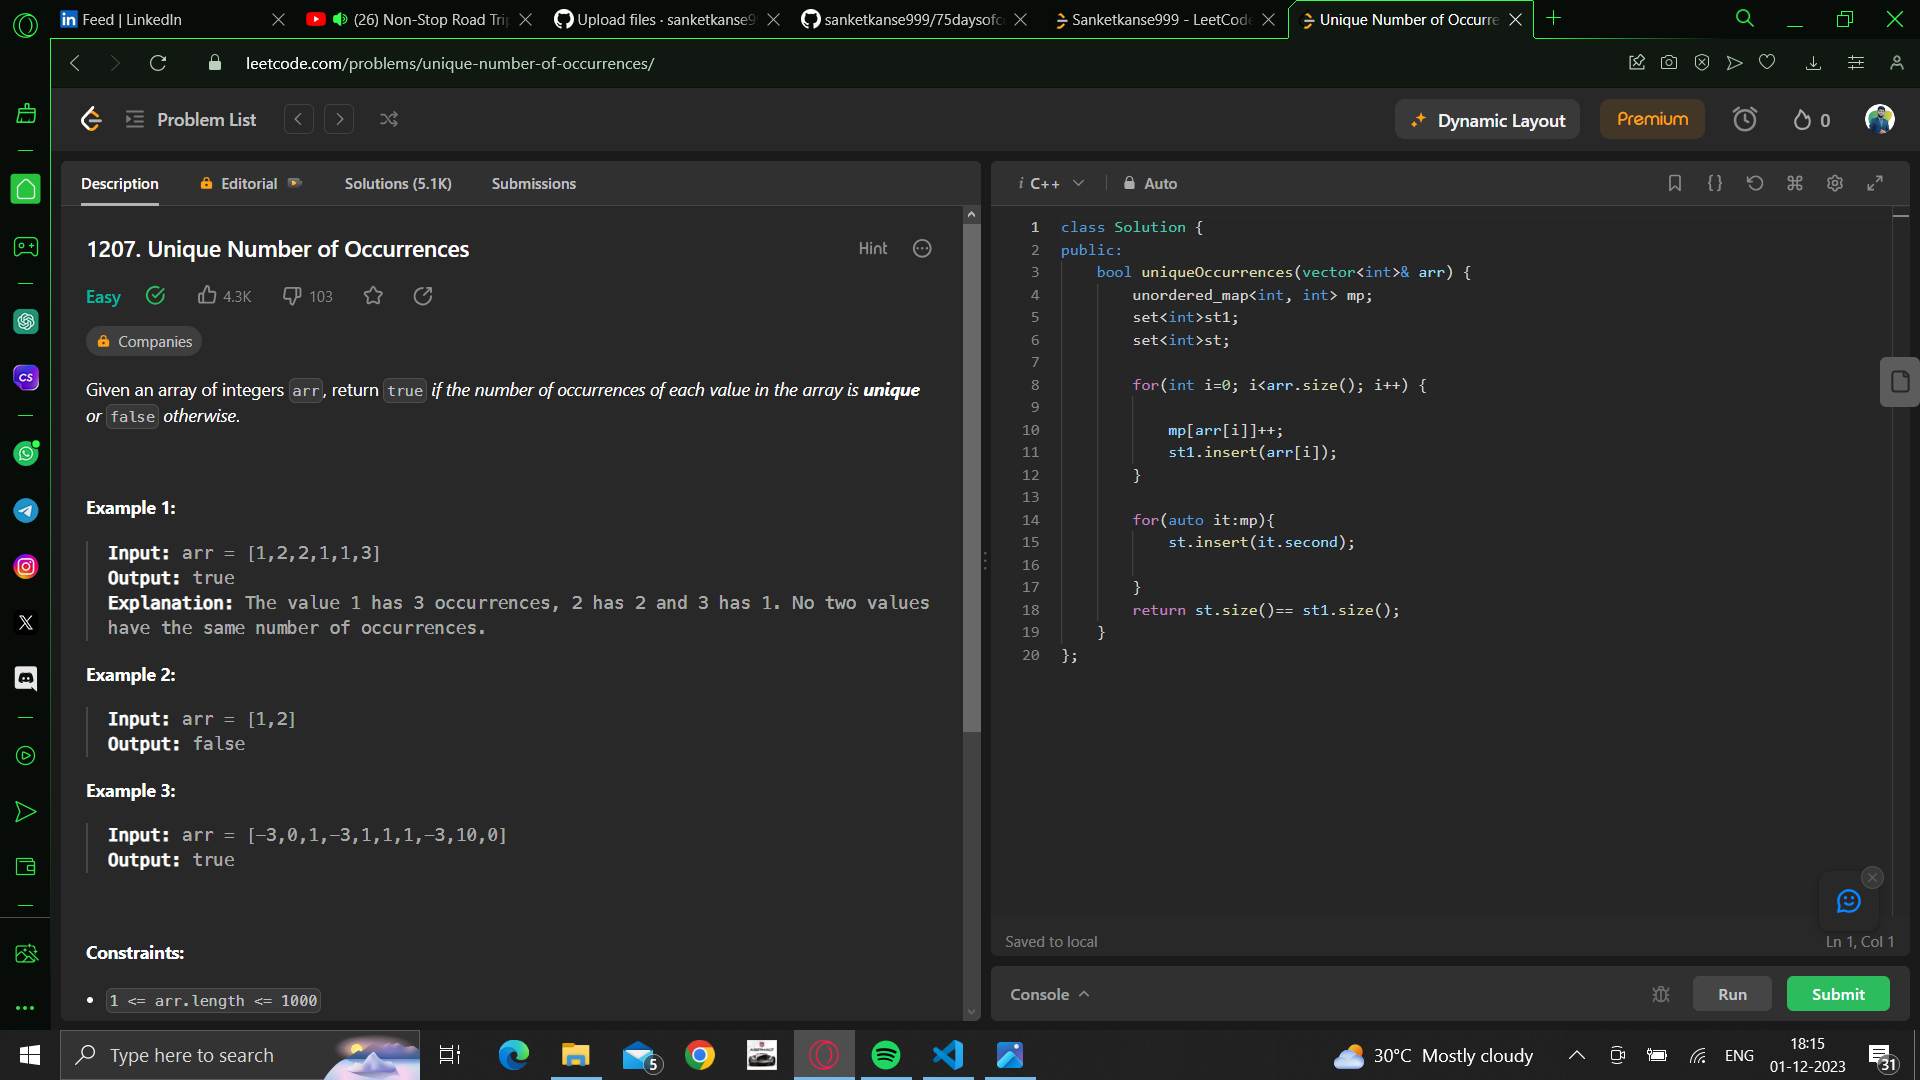 Feed | LinkedIn
(26) Non-Stop Road Trip
Upload files · sanketkanse9
sanketkanse999/75daysofc
Sanketkanse999 - LeetCode
Unique Number of Occurre
leetcode.com/problems/unique-number-of-occurrences/
Problem List
Dynamic Layout
Premium
0
Description
Editorial
Solutions (5.1K)
Submissions
1207. Unique Number of Occurrences
Hint
Easy
4.3K
103
Companies
Given an array of integers arr, return true if the number of occurrences of each value in the array is unique
or false otherwise.
Example 1:
Input: arr = [1,2,2,1,1,3]
Output: true
Explanation: The value 1 has 3 occurrences, 2 has 2 and 3 has 1. No two values
have the same number of occurrences.
Example 2:
Input: arr = [1,2]
Output: false
Example 3:
Input: arr = [-3,0,1,-3,1,1,1,-3,10,0]
Output: true
Constraints:
• 1 <= arr.length <= 1000
i C++
Auto
1 class Solution {
2 public:
3 bool uniqueOccurrences(vector<int>& arr) {
4 unordered_map<int, int> mp;
5 set<int>st1;
6 set<int>st;
7
8 for(int i=0; i<arr.size(); i++) {
9
10 mp[arr[i]]++;
11 st1.insert(arr[i]);
12 }
13
14 for(auto it:mp){
15 st.insert(it.second);
16
17 }
18 return st.size()== st1.size();
19 }
20 };
Saved to local
Ln 1, Col 1
Console
Run
Submit
CS
Type here to search
5
30°C Mostly cloudy
ENG
18:15
01-12-2023
31